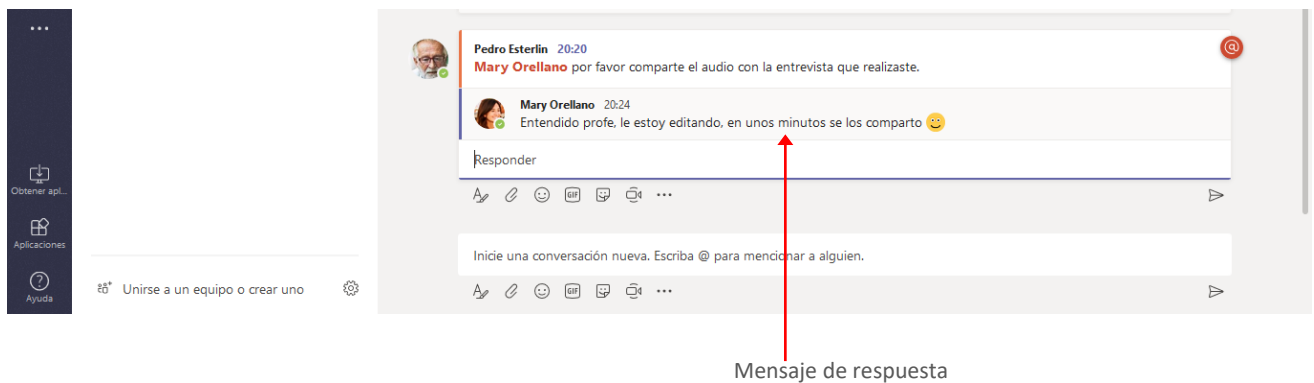 Pedro Esterlin 20:20
Mary Orellano por favor comparte el audio con la entrevista que realizaste.
Mary Orellano 20:24
Entendido profe, le estoy editando, en unos minutos se los comparto
Responder
GIF
Obtener apl...
Aplicaciones
Inicie una conversación nueva. Escriba @ para mencionar a alguien.
Ayuda
Unirse a un equipo o crear uno
GIF
Mensaje de respuesta